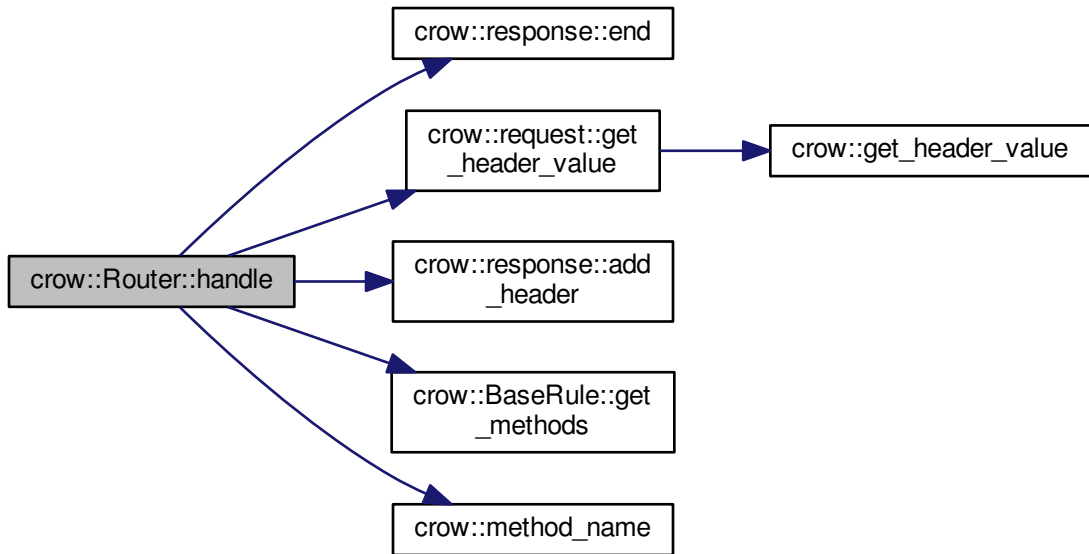 crow::response::end
crow::request::get
_header_value
crow::get_header_value
crow::Router::handle
crow::response::add
_header
crow::BaseRule::get
_methods
crow::method_name